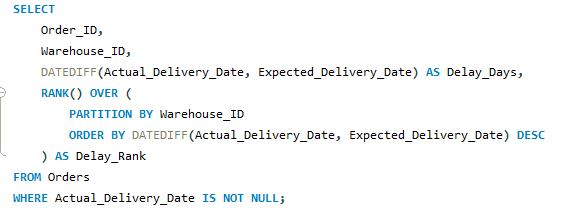 SELECT
    Order_ID,
    Warehouse_ID,
    DATEDIFF(Actual_Delivery_Date, Expected_Delivery_Date) AS Delay_Days,
    RANK() OVER (
        PARTITION BY Warehouse_ID
        ORDER BY DATEDIFF(Actual_Delivery_Date, Expected_Delivery_Date) DESC
    ) AS Delay_Rank
FROM Orders
WHERE Actual_Delivery_Date IS NOT NULL;